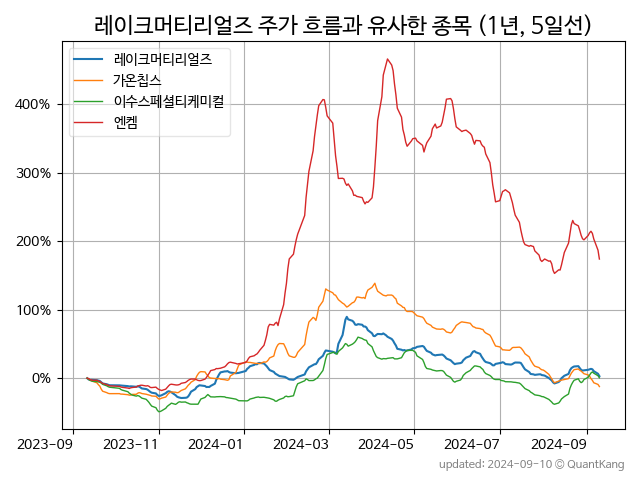 레이크머티리얼즈 주가 흐름과 유사한 종목 (1년, 5일선)
레이크머티리얼즈
가온칩스
이수스페셜티케미컬
엔켐
400%
300%
200%
100%
0%
2023-09 2023-11 2024-01 2024-03 2024-05 2024-07 2024-09
updated: 2024-09-10 © QuantKang